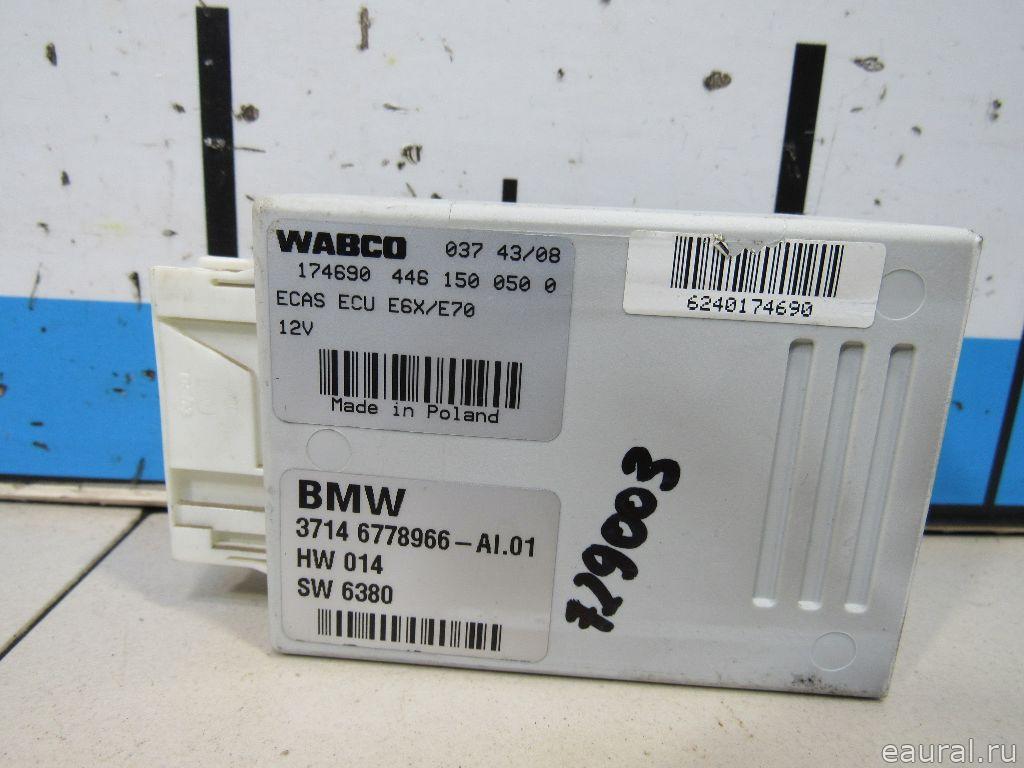 WABCO 037 43/08
174690 446 150 050 0
ECAS ECU E6X/E70
12V
Made in Poland
6240174690
BMW
3714 6778966-AI.01
HW 014
SW 6380
729003
eaural.ru